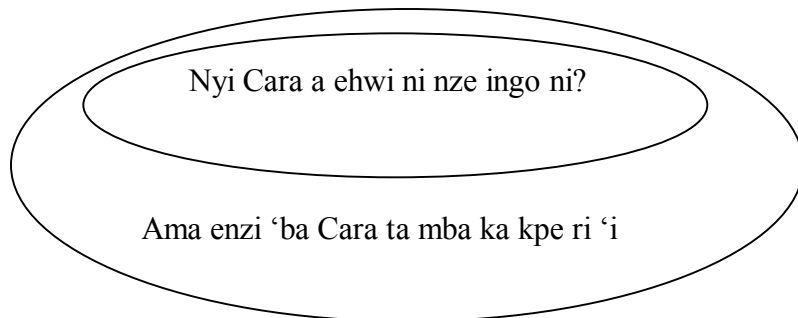 Nyi Cara a ehwi ni nze ingo ni?
Ama enzi ‘ba Cara ta mba ka kpe ri ‘i